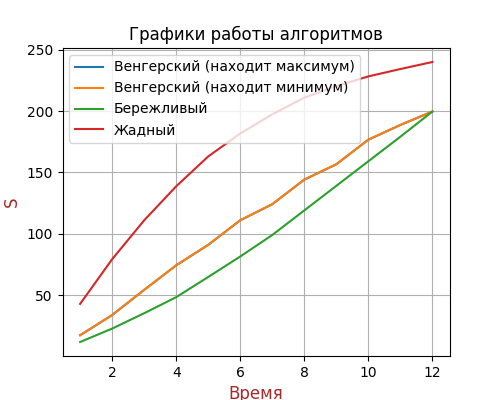 Графики работы алгоритмов
Венгерский (находит максимум)
Венгерский (находит минимум)
Бережливый
Жадный
250
200
150
100
50
S
2 4 6 8 10 12
Время